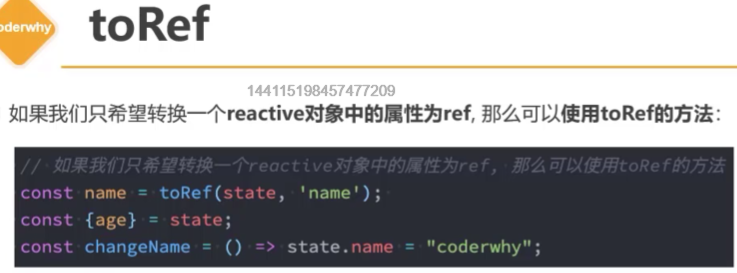 oderwhy
toRef
144115198457477209
如果我们只希望转换一个reactive对象中的属性为ref, 那么可以使用toRef的方法：
// 如果我们只希望转换一个reactive对象中的属性为ref, 那么可以使用toRef的方法
const name = toRef(state, 'name');
const {age} = state;
const changeName = () => state.name = "coderwhy";